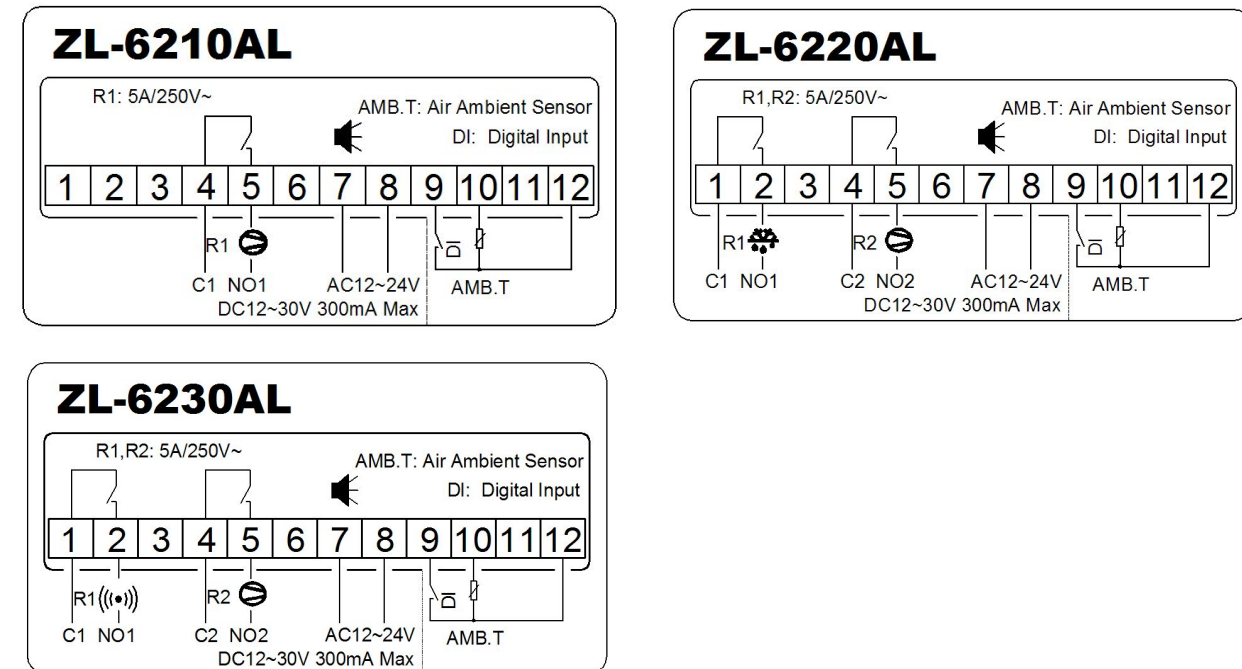 ZL-6210AL
R1: 5A/250V~
AMB.T: Air Ambient Sensor
DI: Digital Input
1 2 3 4 5 6 7 8 9 10 11 12
R1
DI
C1 NO1 AC12~24V AMB.T
DC12~30V 300mA Max
ZL-6220AL
R1,R2: 5A/250V~
AMB.T: Air Ambient Sensor
DI: Digital Input
1 2 3 4 5 6 7 8 9 10 11 12
R1 R2 DI
C1 NO1 C2 NO2 AC12~24V AMB.T
DC12~30V 300mA Max
ZL-6230AL
R1,R2: 5A/250V~
AMB.T: Air Ambient Sensor
DI: Digital Input
1 2 3 4 5 6 7 8 9 10 11 12
R1 R2 DI
C1 NO1 C2 NO2 AC12~24V AMB.T
DC12~30V 300mA Max